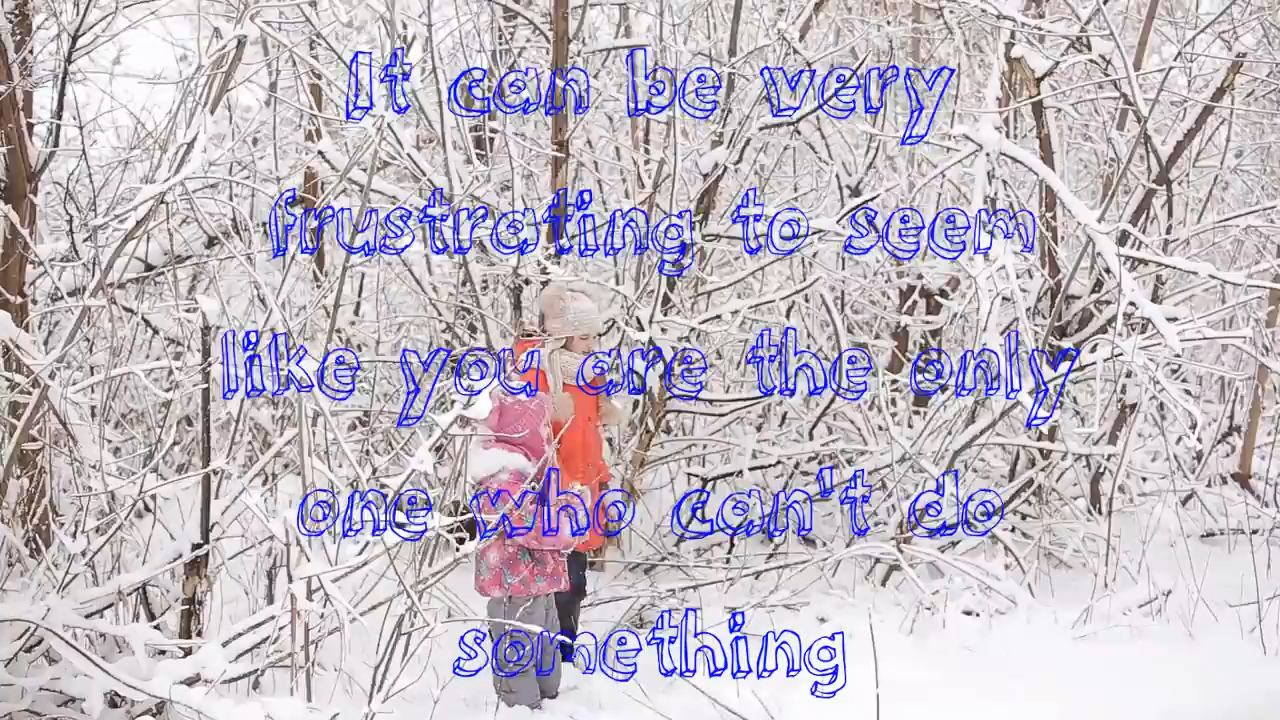 It can be very
frustrating to seem
like you are the only
one who can't do
something